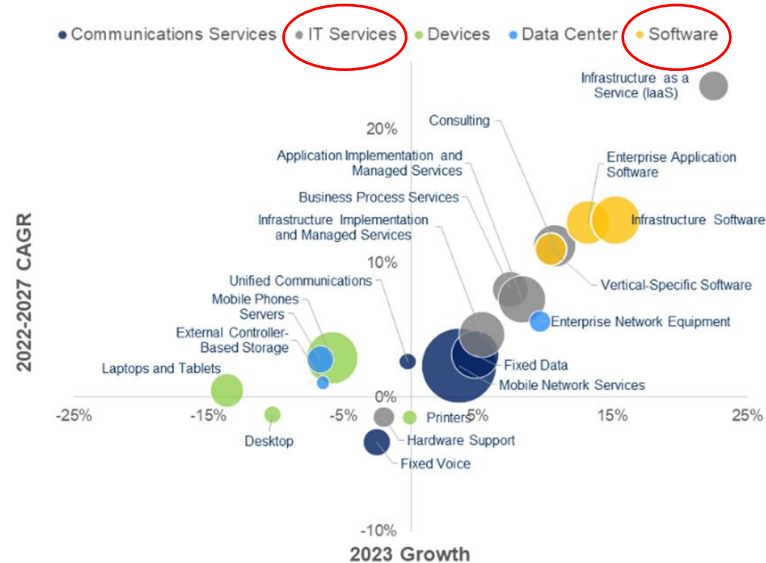 Communications Services IT Services Devices Data Center Software
Infrastructure as a
Service (IaaS)
Consulting
20%
Application Implementation and
Managed Services
Enterprise Application
Software
Business Process Services
Infrastructure Implementation
and Managed Services
Infrastructure Software
10%
Unified Communications
Vertical-Specific Software
Mobile Phones
Servers
Enterprise Network Equipment
External Controller-
Based Storage
Laptops and Tablets
Fixed Data
Mobile Network Services
0%
-25% -15% -5% 5% 15% 25%
Printers
Desktop
Hardware Support
Fixed Voice
-10%
2022-2027 CAGR
2023 Growth